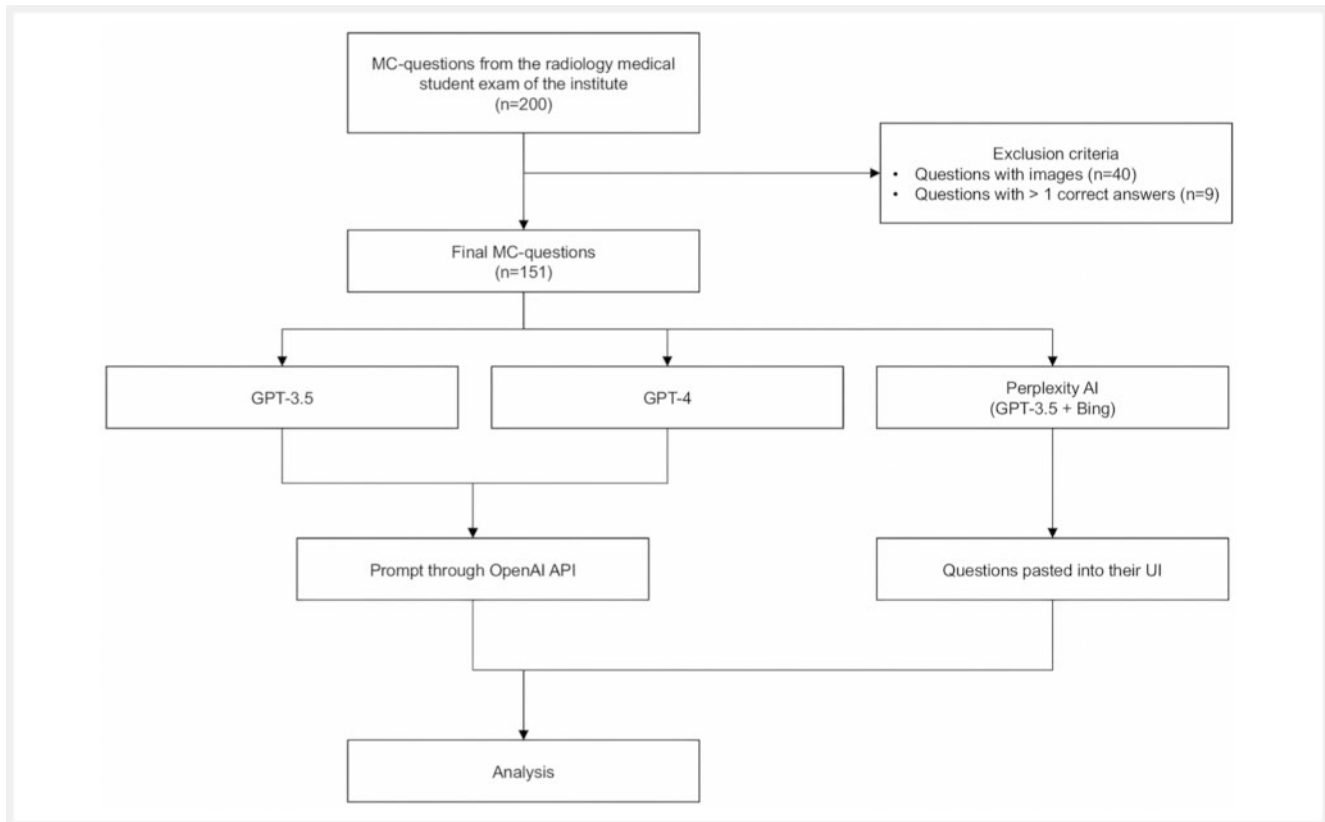 MC-questions from the radiology medical
student exam of the institute
(n=200)
Exclusion criteria
• Questions with images (n=40)
• Questions with > 1 correct answers (n=9)
Final MC-questions
(n=151)
GPT-3.5
GPT-4
Perplexity AI
(GPT-3.5 + Bing)
Prompt through OpenAI API
Questions pasted into their UI
Analysis